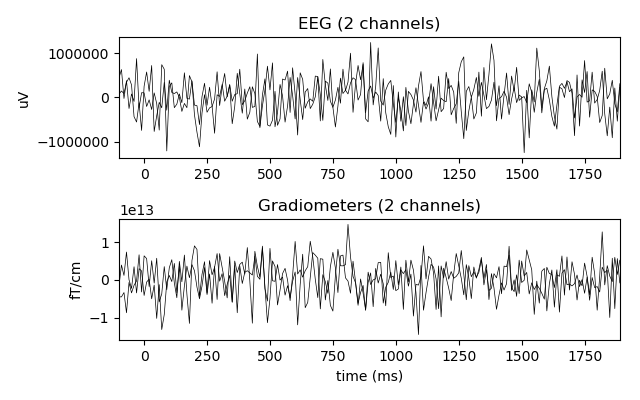 EEG (2 channels)
1000000
0
−1000000
uV
0 250 500 750 1000 1250 1500 1750
1e13
Gradiometers (2 channels)
1
0
−1
fT/cm
0 250 500 750 1000 1250 1500 1750
time (ms)